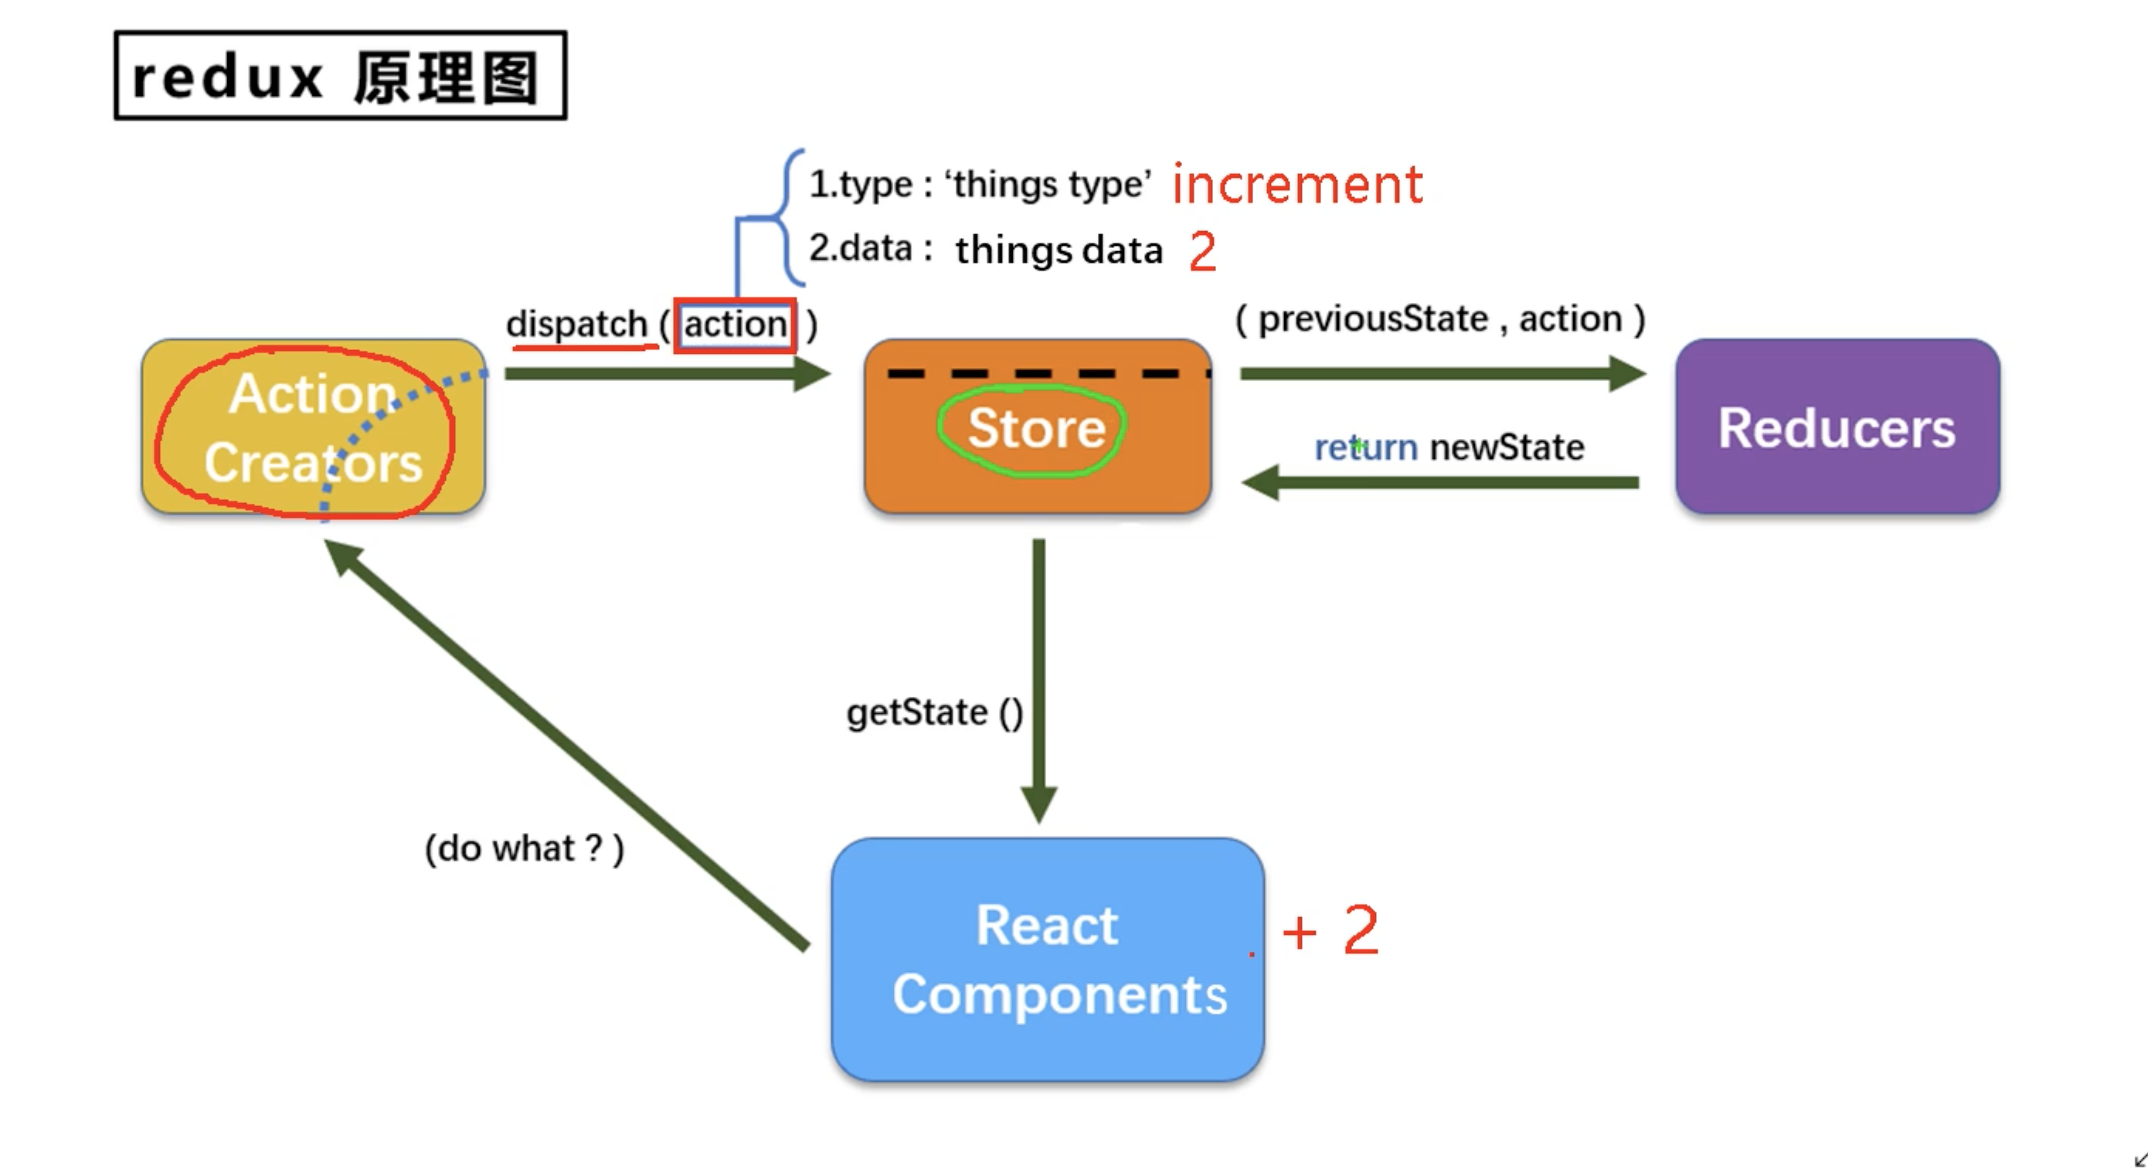 redux 原理图
1.type : ‘things type’ increment
2.data : things data 2
dispatch ( action )
( previousState , action )
Action
Creators
Store
return newState
Reducers
getState ()
(do what ? )
React
Components
+ 2